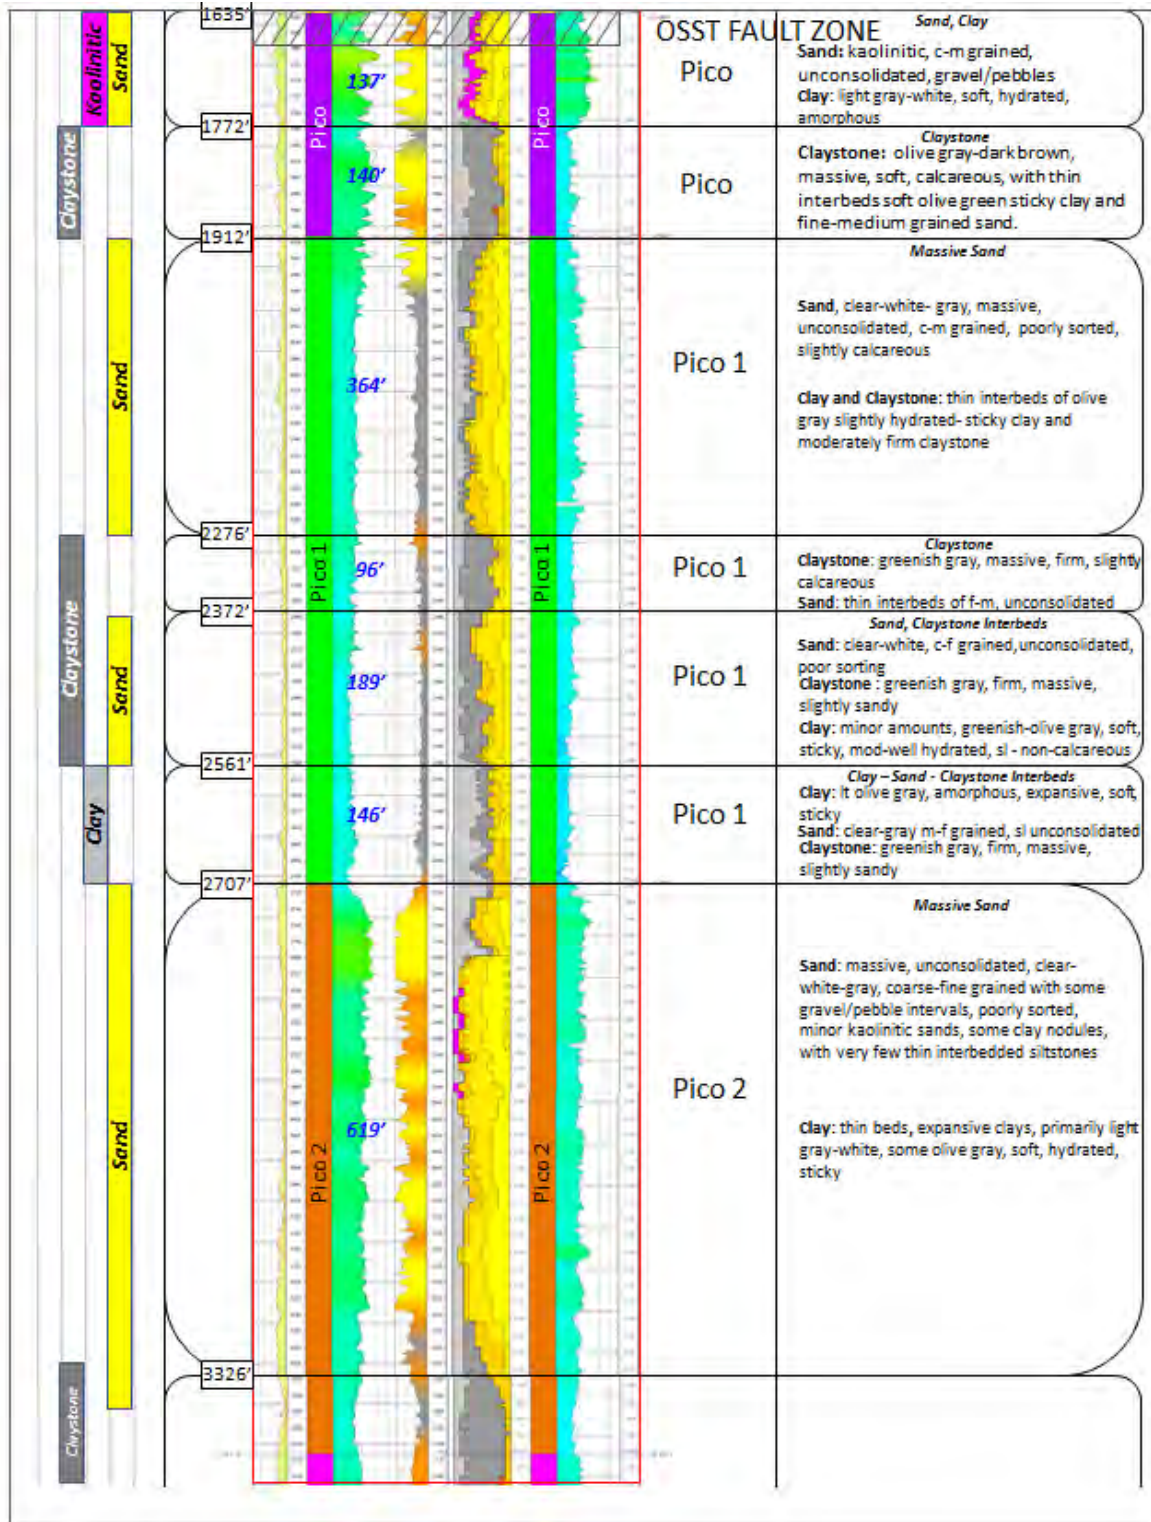 1635'
OSST FAULT ZONE
Kaolinitic
Sand
137'
Pico
Pico
Pico
Sand, Clay
Sand: kaolinitic, c-m grained,
unconsolidated, gravel/pebbles
Clay: light gray-white, soft, hydrated,
amorphous
1772'
Claystone
140'
Pico
Claystone
Claystone: olive gray-dark brown,
massive, soft, calcareous, with thin
interbeds soft olive green sticky clay and
fine-medium grained sand.
1912'
Sand
364'
Pico 1
Massive Sand
Sand, clear-white- gray, massive,
unconsolidated, c-m grained, poorly sorted,
slightly calcareous
Clay and Claystone: thin interbeds of olive
gray slightly hydrated- sticky clay and
moderately firm claystone
2276'
Pico 1
96'
Pico 1
Pico 1
Claystone
Claystone: greenish gray, massive, firm, slightly
calcareous
Sand: thin interbeds of f-m, unconsolidated
2372'
Claystone
Sand
189'
Pico 1
Sand, Claystone Interbeds
Sand: clear-white, c-f grained, unconsolidated,
poor sorting
Claystone : greenish gray, firm, massive,
slightly sandy
Clay: minor amounts, greenish-olive gray, soft,
sticky, mod-well hydrated, sl - non-calcareous
2561'
Clay
146'
Pico 1
Clay – Sand - Claystone Interbeds
Clay: lt olive gray, amorphous, expansive, soft,
sticky
Sand: clear-gray m-f grained, sl unconsolidated
Claystone: greenish gray, firm, massive,
slightly sandy
2707'
Sand
619'
Pico 2
Pico 2
Pico 2
Massive Sand
Sand: massive, unconsolidated, clear-
white-gray, coarse-fine grained with some
gravel/pebble intervals, poorly sorted,
minor kaolinitic sands, some clay nodules,
with very few thin interbedded siltstones
Clay: thin beds, expansive clays, primarily light
gray-white, some olive gray, soft, hydrated,
sticky
3326'
Claystone